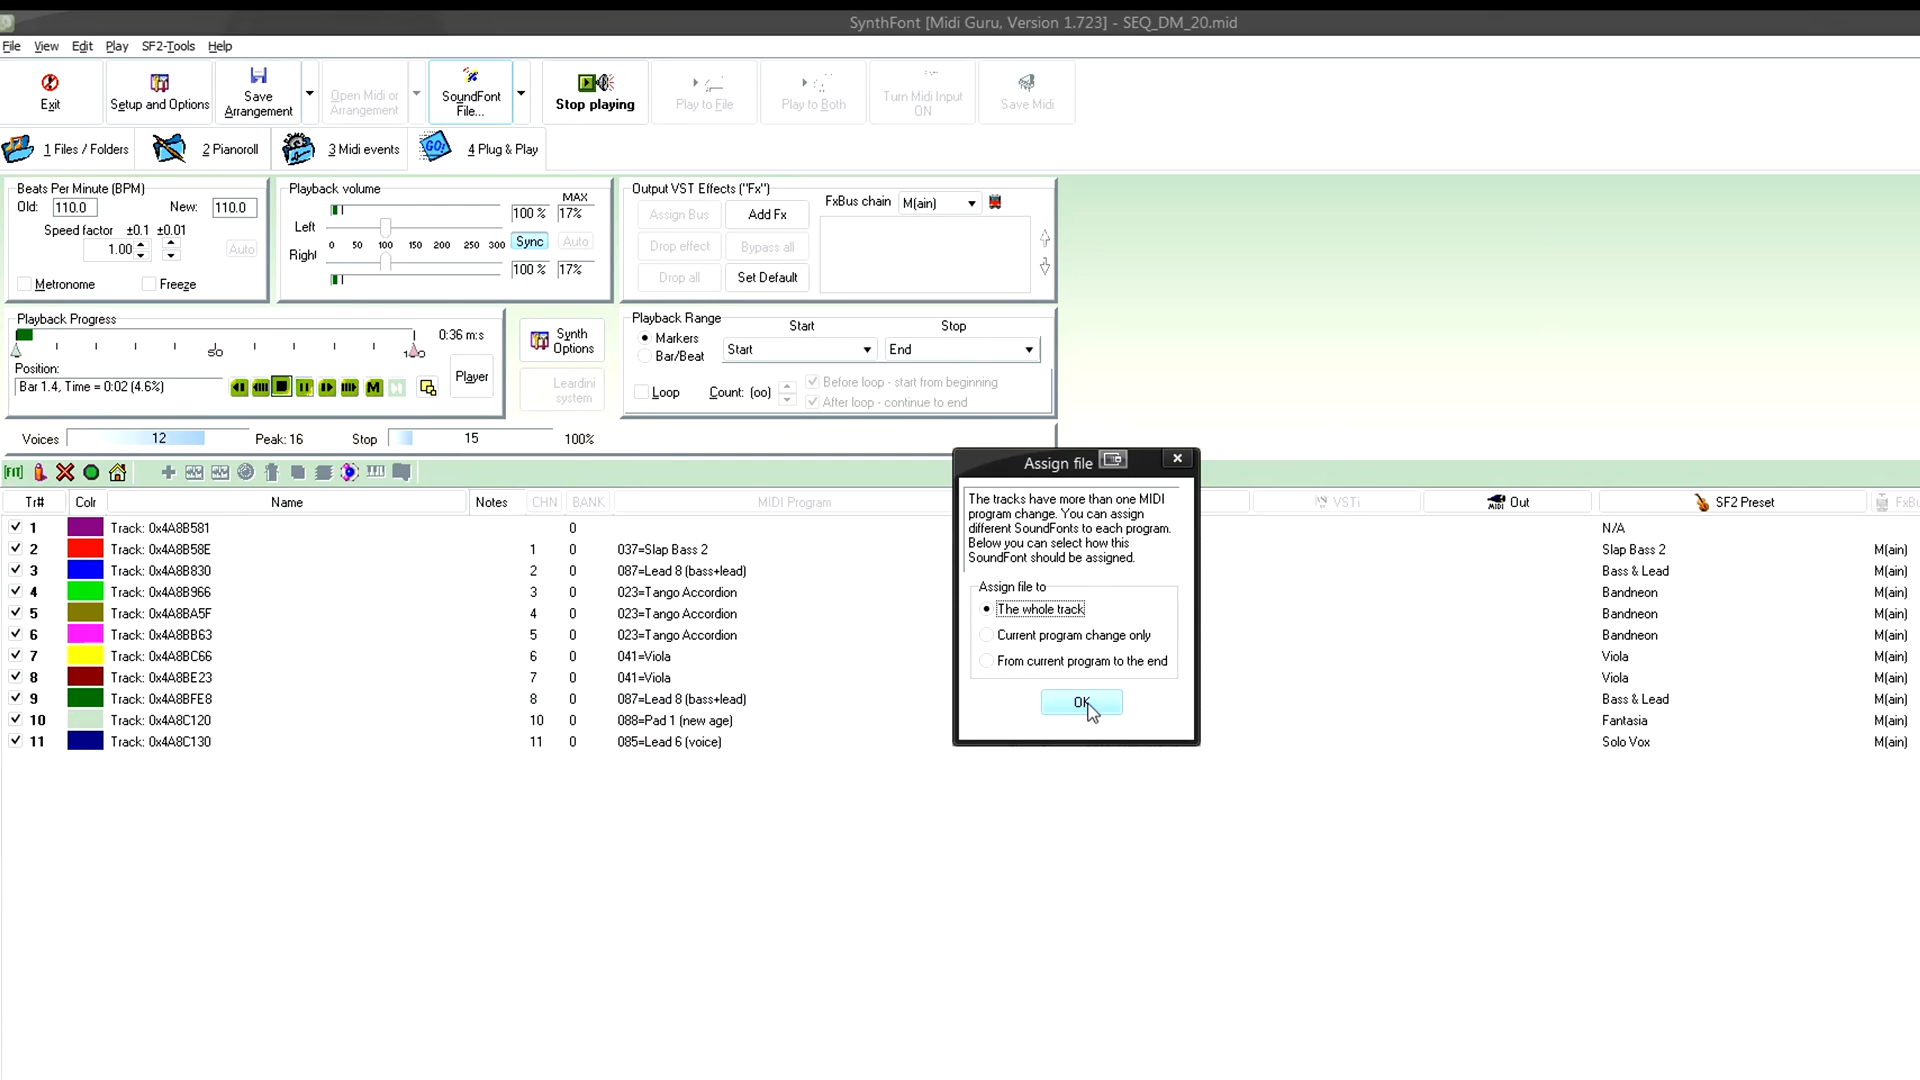 SynthFont [Midi Guru, Version 1.723] - SEQ_DM_20.mid
File View Edit Play SF2-Tools Help
Exit
Setup and Options
Save Arrangement
Open Midi or Arrangement
SoundFont File...
Stop playing
Play to File
Play to Both
Turn Midi Input ON
Save Midi
1 Files / Folders
2 Pianoroll
3 Midi events
GO! 4 Plug & Play
Beats Per Minute (BPM)
Old: 110.0 New: 110.0
Speed factor ±0.1 ±0.01
1.00 Auto
Metronome Freeze
Playback volume
MAX
100 % 17%
Left
0 50 100 150 200 250 300 Sync Auto
Right
100 % 17%
Output VST Effects ("Fx")
Assign Bus Add Fx
Drop effect Bypass all
Drop all Set Default
FxBus chain M(ain)
Playback Progress
0:36 m:s
50 100
Position:
Bar 1.4, Time = 0:02 (4.6%)
M
Player
Synth Options
Leardini system
Playback Range Start Stop
Markers
Bar/Beat
Start End
Loop Count: (oo)
Before loop - start from beginning
After loop - continue to end
Voices 12 Peak: 16 Stop 15 100%
[FIT]
Tr# Colr Name Notes CHN BANK MIDI Program VSTi Out SF2 Preset
1 Track: 0x4A8B581 0 N/A
2 Track: 0x4A8B58E 1 0 037=Slap Bass 2 Slap Bass 2 M(ain)
3 Track: 0x4A8B830 2 0 087=Lead 8 (bass+lead) Bass & Lead M(ain)
4 Track: 0x4A8B966 3 0 023=Tango Accordion Bandneon M(ain)
5 Track: 0x4A8BA5F 4 0 023=Tango Accordion Bandneon M(ain)
6 Track: 0x4A8BB63 5 0 023=Tango Accordion Bandneon M(ain)
7 Track: 0x4A8BC66 6 0 041=Viola Viola M(ain)
8 Track: 0x4A8BE23 7 0 041=Viola Viola M(ain)
9 Track: 0x4A8BFE8 8 0 087=Lead 8 (bass+lead) Bass & Lead M(ain)
10 Track: 0x4A8C120 10 0 088=Pad 1 (new age) Fantasia M(ain)
11 Track: 0x4A8C130 11 0 085=Lead 6 (voice) Solo Vox M(ain)
Assign file
The tracks have more than one MIDI
program change. You can assign
different SoundFonts to each program.
Below you can select how this
SoundFont should be assigned.
Assign file to
The whole track
Current program change only
From current program to the end
OK